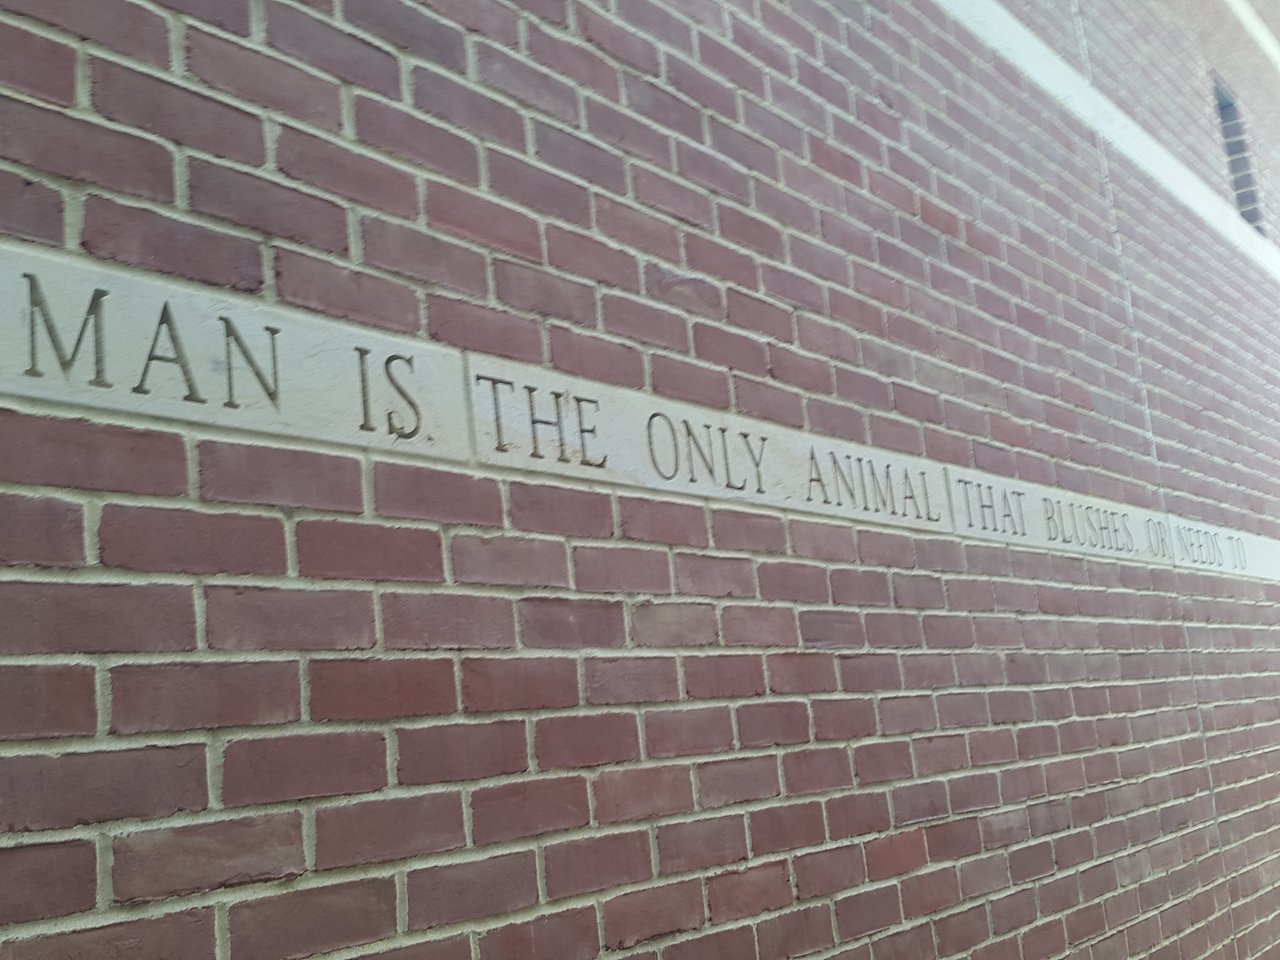 MAN IS THE ONLY ANIMAL THAT BLUSHES. OR NEEDS TO